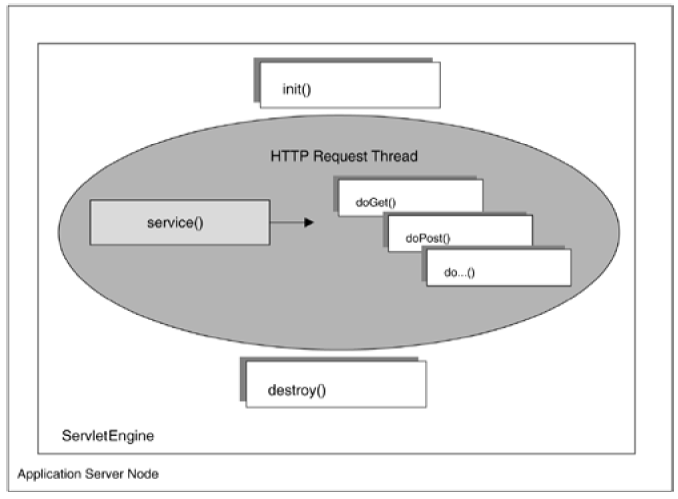 init()
HTTP Request Thread
doGet()
service()
doPost()
do...()
destroy()
ServletEngine
Application Server Node